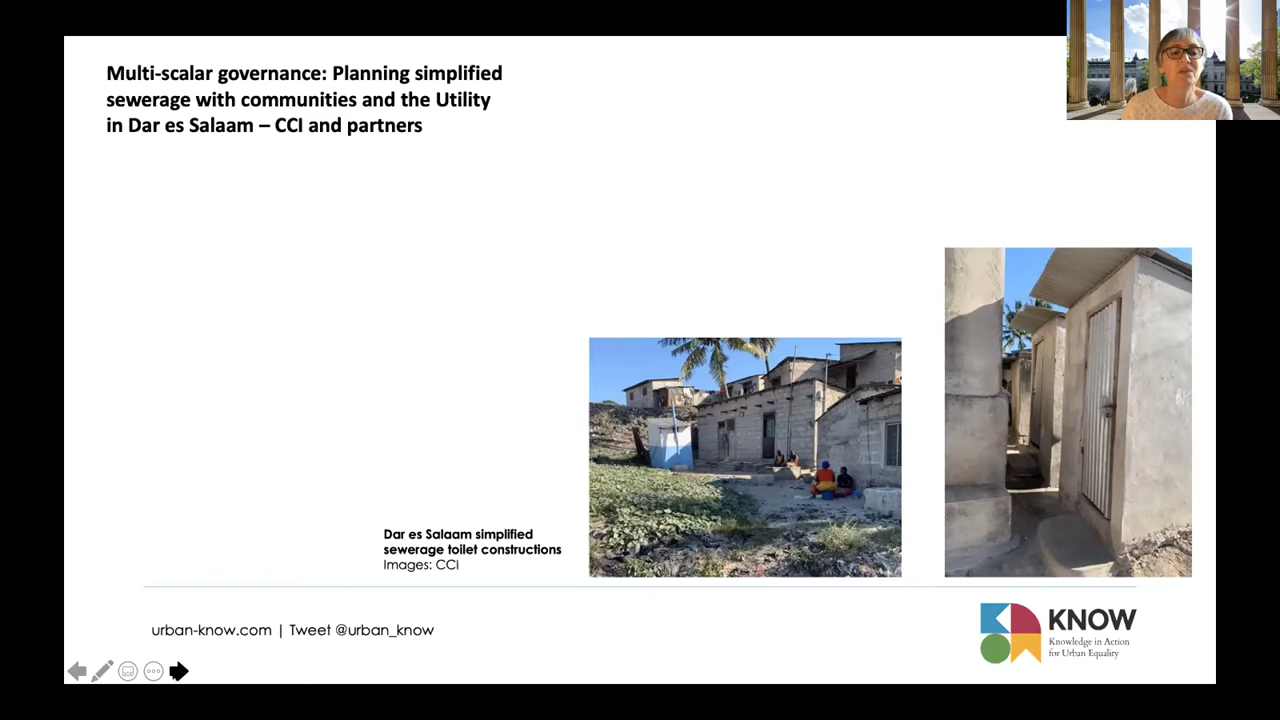 Multi-scalar governance: Planning simplified
sewerage with communities and the Utility
in Dar es Salaam – CCI and partners
Dar es Salaam simplified
sewerage toilet constructions
Images: CCI
urban-know.com | Tweet @urban_know
KNOW
Knowledge in Action
for Urban Equality